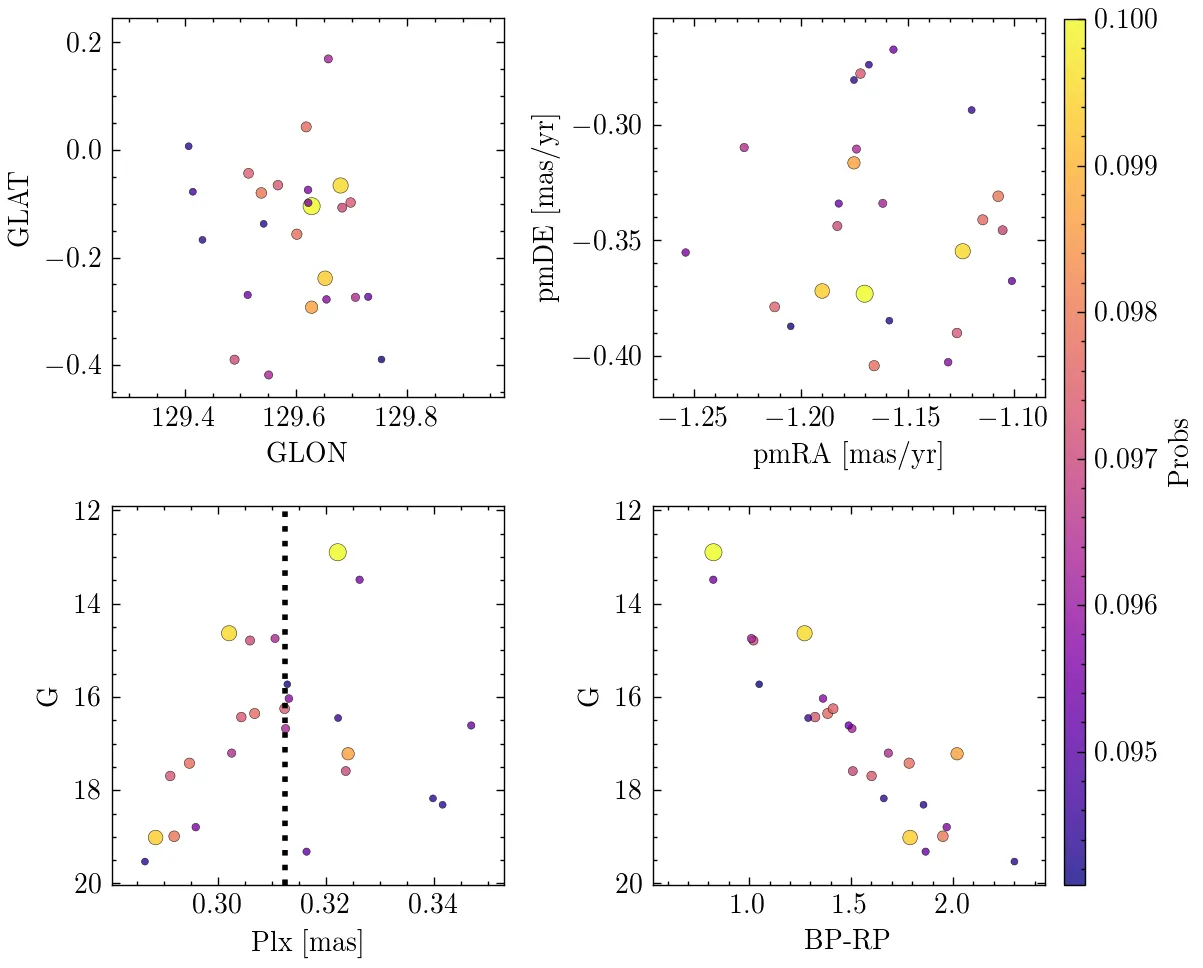 0.2
0.0
−0.2
−0.4
GLAT
129.4 129.6 129.8
GLON
−0.30
−0.35
−0.40
pmDE [mas/yr]
−1.25 −1.20 −1.15 −1.10
pmRA [mas/yr]
12
14
16
18
20
G
0.30 0.32 0.34
Plx [mas]
12
14
16
18
20
G
1.0 1.5 2.0
BP-RP
0.100
0.099
0.098
0.097
0.096
0.095
Probs